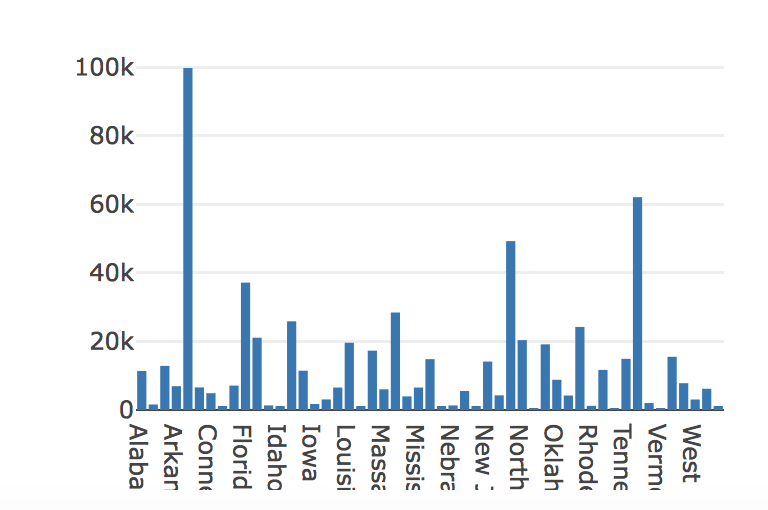 100k
80k
60k
40k
20k
0
Alaba
Arkan
Conne
Florid
Idaho
Iowa
Louisi
Massa
Missis
Nebra
New J
North
Oklah
Rhode
Tenne
Vermo
West